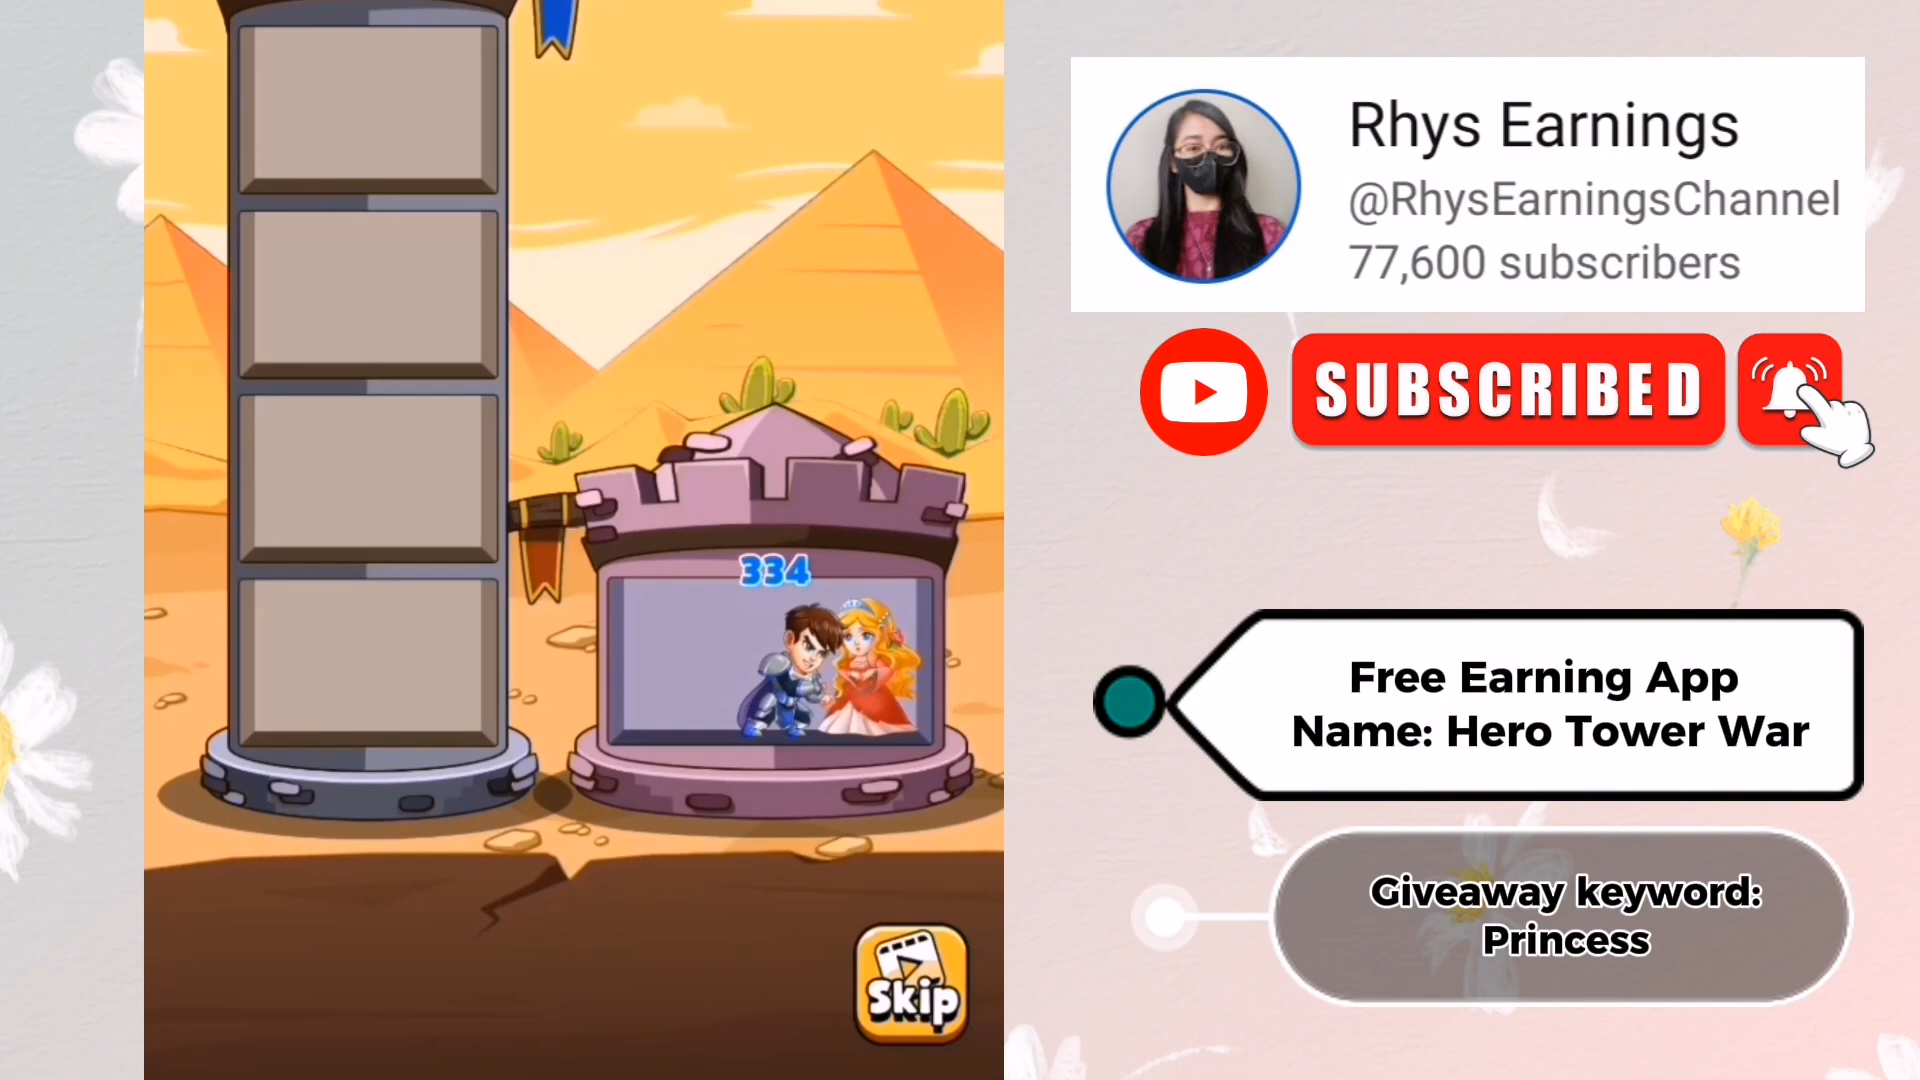 334
Skip
Rhys Earnings
@RhysEarningsChannel
77,600 subscribers
SUBSCRIBED
Free Earning App
Name: Hero Tower War
Giveaway keyword:
Princess